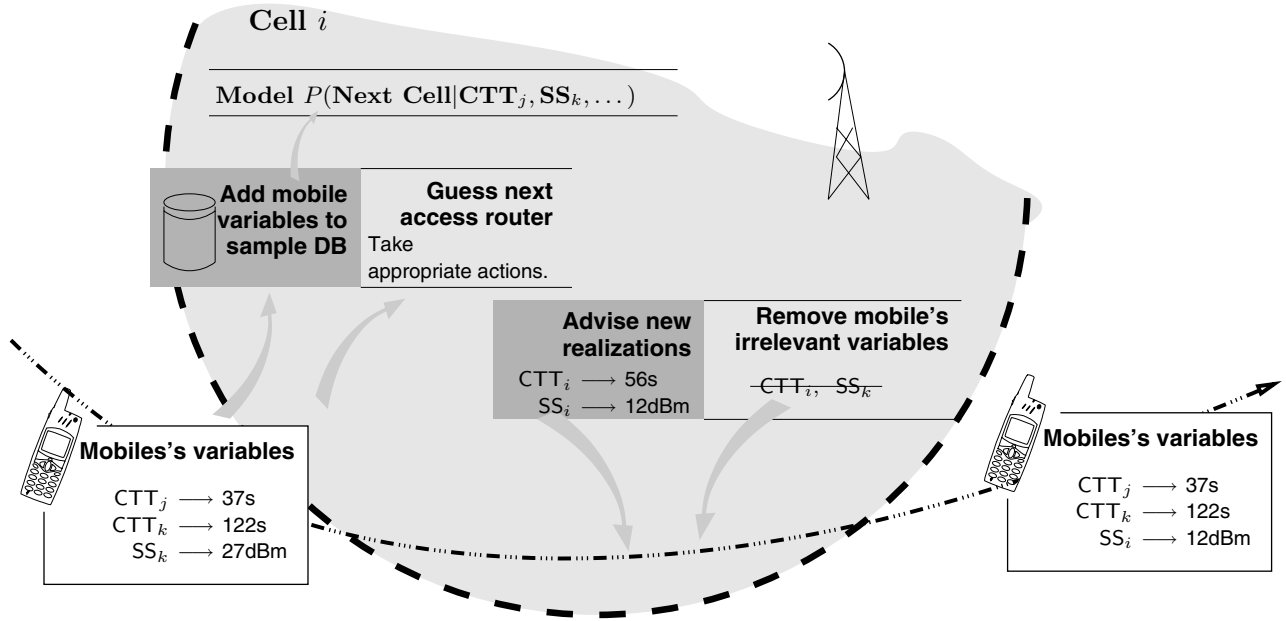 Cell i
Model P(Next Cell|CTT_j, SS_k, . . . )
Add mobile
variables to
sample DB
Guess next
access router
Take
appropriate actions.
Advise new
realizations
CTT_i ⟶ 56s
SS_i ⟶ 12dBm
Remove mobile's
irrelevant variables
CTT_i, SS_k
Mobiles's variables
CTT_j ⟶ 37s
CTT_k ⟶ 122s
SS_k ⟶ 27dBm
Mobiles's variables
CTT_j ⟶ 37s
CTT_k ⟶ 122s
SS_i ⟶ 12dBm